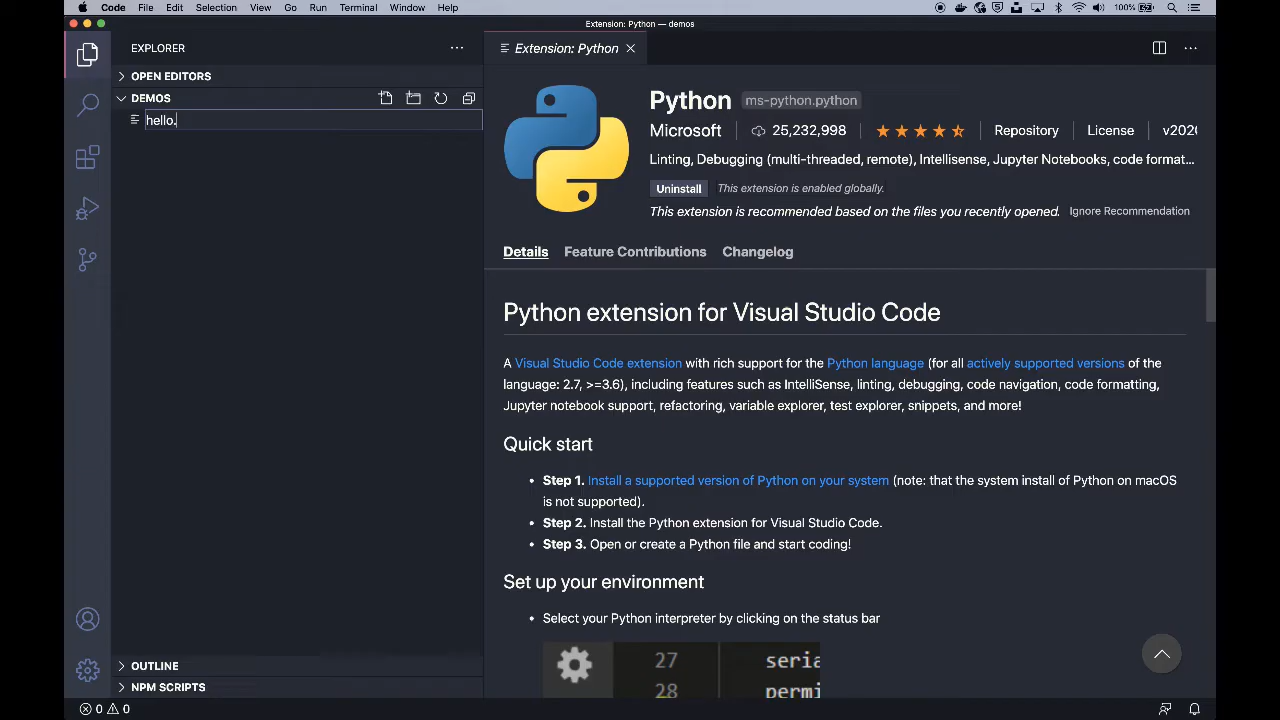 Code File Edit Selection View Go Run Terminal Window Help 100%
Extension: Python — demos
EXPLORER
OPEN EDITORS
DEMOS
hello.
Extension: Python
Python ms-python.python
Microsoft 25,232,998 Repository License v2020
Linting, Debugging (multi-threaded, remote), Intellisense, Jupyter Notebooks, code format...
Uninstall This extension is enabled globally.
This extension is recommended based on the files you recently opened. Ignore Recommendation
Details Feature Contributions Changelog
Python extension for Visual Studio Code
A Visual Studio Code extension with rich support for the Python language (for all actively supported versions of the
language: 2.7, >=3.6), including features such as IntelliSense, linting, debugging, code navigation, code formatting,
Jupyter notebook support, refactoring, variable explorer, test explorer, snippets, and more!
Quick start
• Step 1. Install a supported version of Python on your system (note: that the system install of Python on macOS
is not supported).
• Step 2. Install the Python extension for Visual Studio Code.
• Step 3. Open or create a Python file and start coding!
Set up your environment
• Select your Python interpreter by clicking on the status bar
27 seria
28 permi
OUTLINE
NPM SCRIPTS
0 0